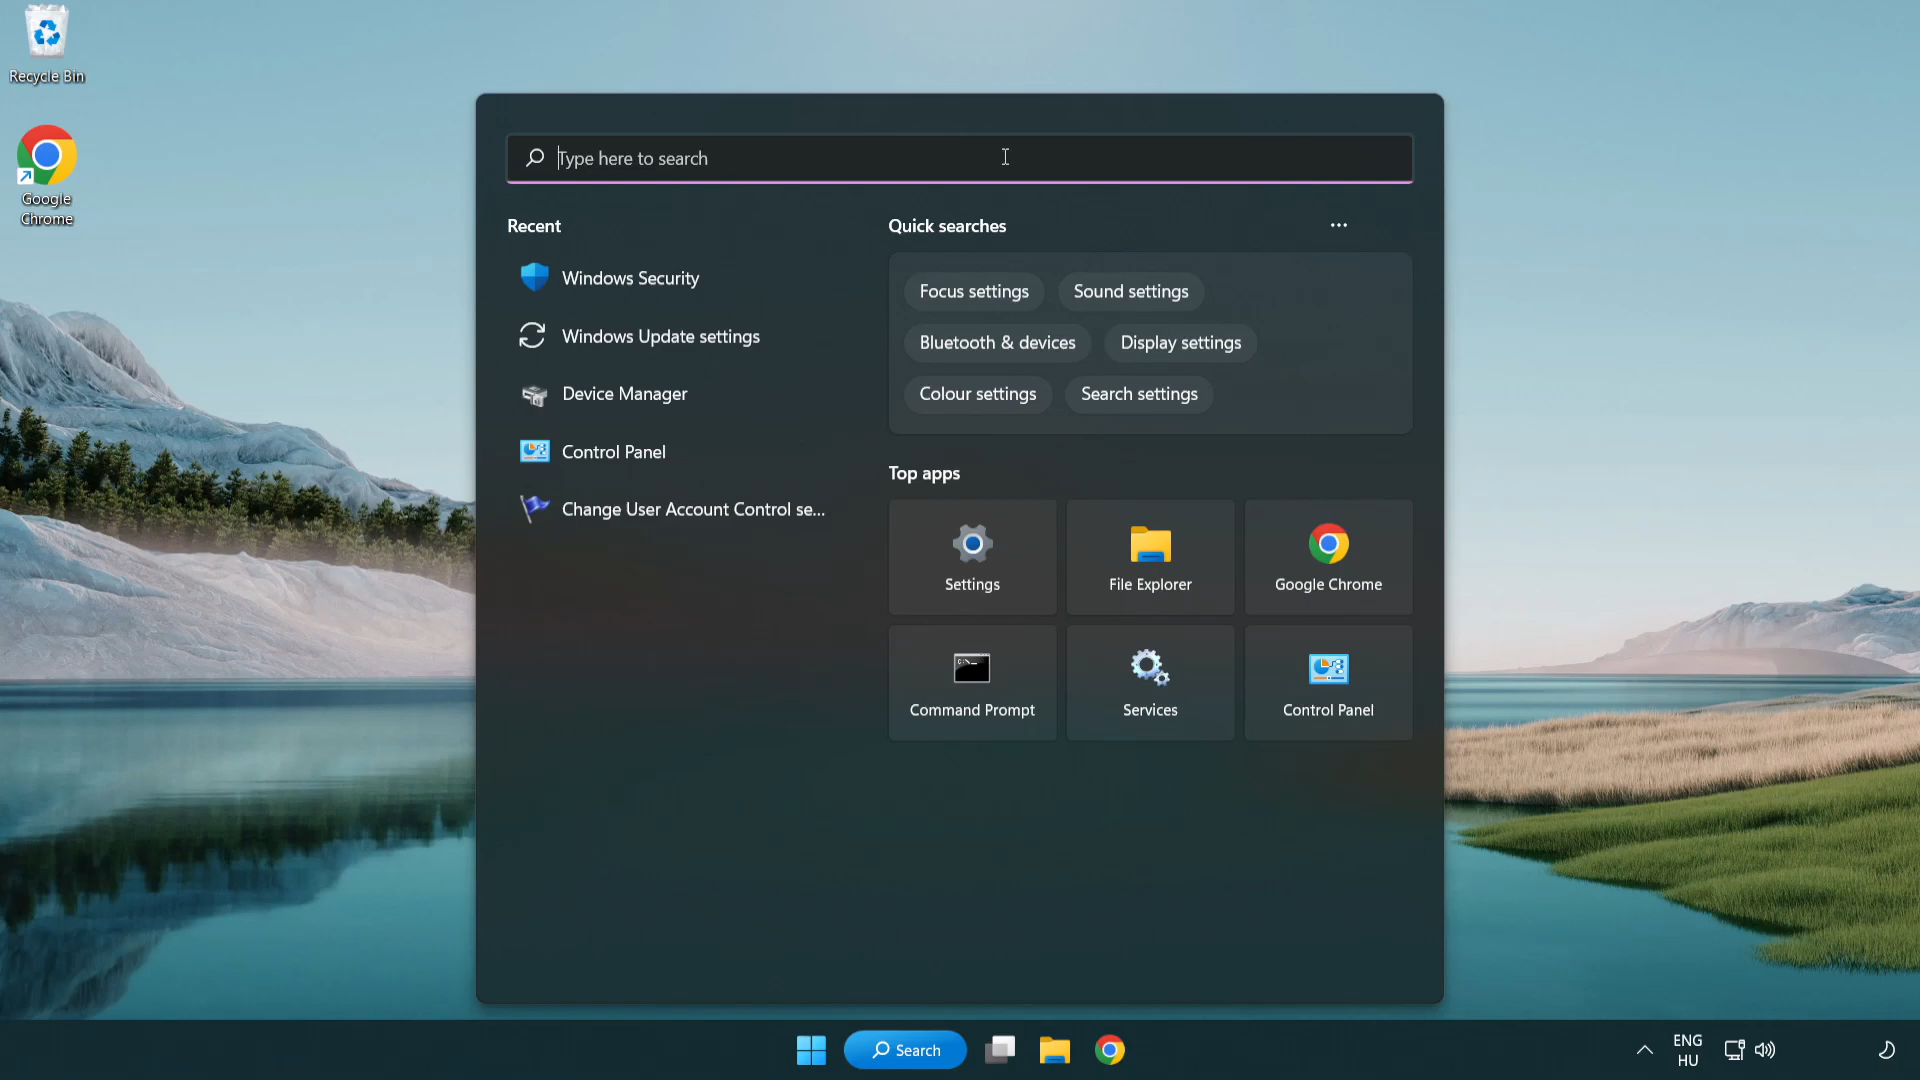 Recycle Bin
Google
Chrome
Type here to search
Recent
Windows Security
Windows Update settings
Device Manager
Control Panel
Change User Account Control se...
Quick searches
Focus settings
Sound settings
Bluetooth & devices
Display settings
Colour settings
Search settings
Top apps
Settings
File Explorer
Google Chrome
Command Prompt
Services
Control Panel
Search
ENG
HU